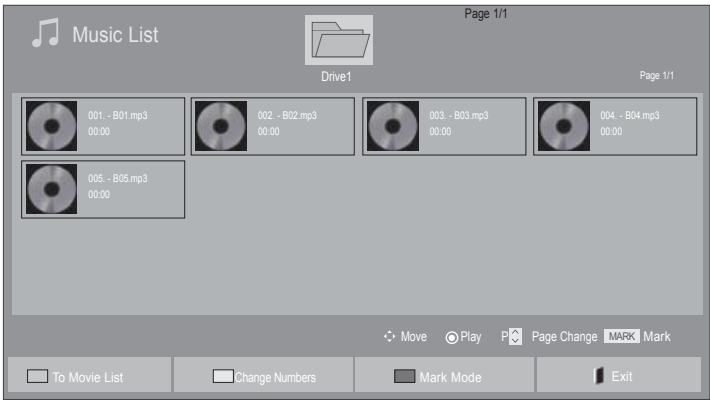 Page 1/1
Music List
Drive1
Page 1/1
001. - B01.mp3
00:00
002. - B02.mp3
00:00
003. - B03.mp3
00:00
004. - B04.mp3
00:00
005. - B05.mp3
00:00
Move Play P Page Change MARK Mark
To Movie List Change Numbers Mark Mode Exit